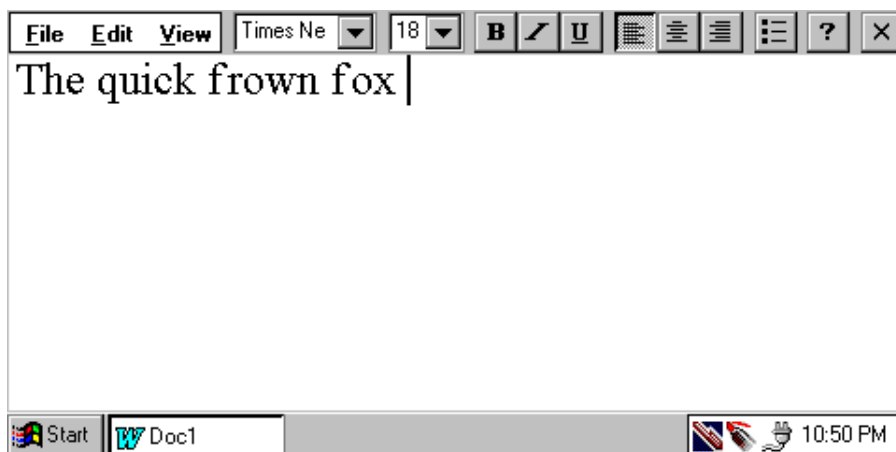 File Edit View Times Ne 18 B I U ? ×
The quick frown fox
Start W Doc1 10:50 PM